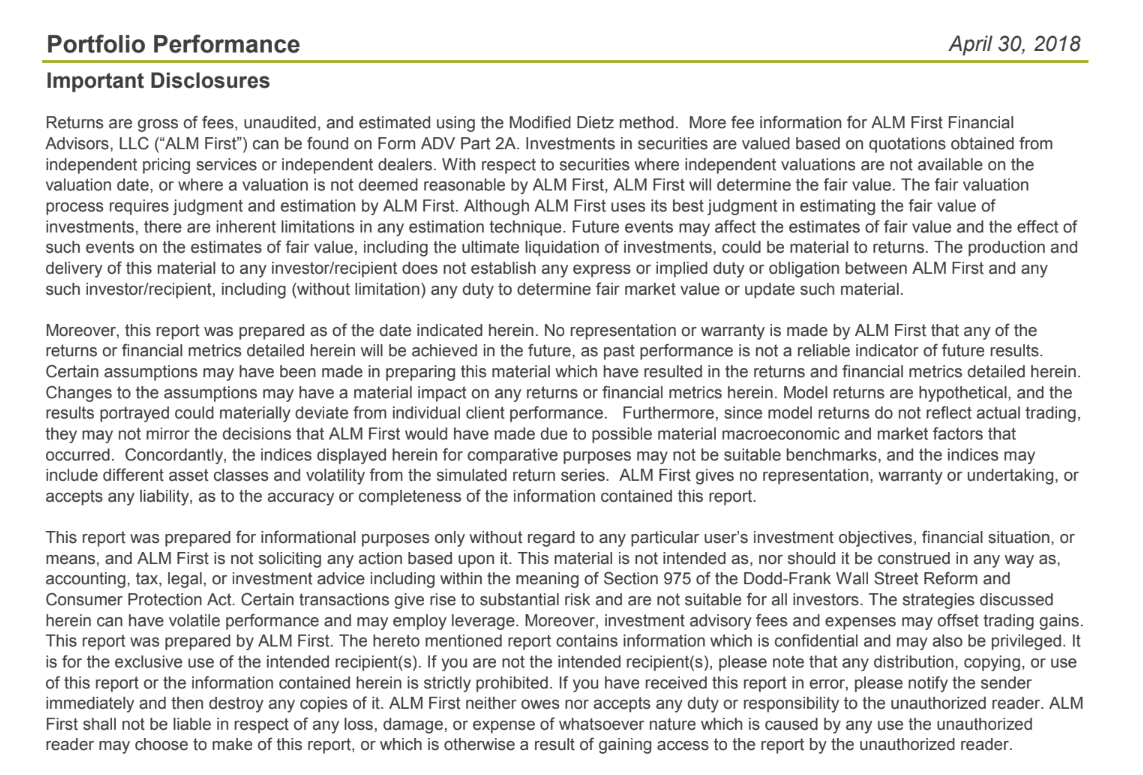 Portfolio Performance
April 30, 2018
Important Disclosures
Returns are gross of fees, unaudited, and estimated using the Modified Dietz method.  More fee information for ALM First Financial
Advisors, LLC (“ALM First”) can be found on Form ADV Part 2A. Investments in securities are valued based on quotations obtained from
independent pricing services or independent dealers. With respect to securities where independent valuations are not available on the
valuation date, or where a valuation is not deemed reasonable by ALM First, ALM First will determine the fair value. The fair valuation
process requires judgment and estimation by ALM First. Although ALM First uses its best judgment in estimating the fair value of
investments, there are inherent limitations in any estimation technique. Future events may affect the estimates of fair value and the effect of
such events on the estimates of fair value, including the ultimate liquidation of investments, could be material to returns. The production and
delivery of this material to any investor/recipient does not establish any express or implied duty or obligation between ALM First and any
such investor/recipient, including (without limitation) any duty to determine fair market value or update such material.
Moreover, this report was prepared as of the date indicated herein. No representation or warranty is made by ALM First that any of the
returns or financial metrics detailed herein will be achieved in the future, as past performance is not a reliable indicator of future results.
Certain assumptions may have been made in preparing this material which have resulted in the returns and financial metrics detailed herein.
Changes to the assumptions may have a material impact on any returns or financial metrics herein. Model returns are hypothetical, and the
results portrayed could materially deviate from individual client performance.   Furthermore, since model returns do not reflect actual trading,
they may not mirror the decisions that ALM First would have made due to possible material macroeconomic and market factors that
occurred.  Concordantly, the indices displayed herein for comparative purposes may not be suitable benchmarks, and the indices may
include different asset classes and volatility from the simulated return series.  ALM First gives no representation, warranty or undertaking, or
accepts any liability, as to the accuracy or completeness of the information contained this report.
This report was prepared for informational purposes only without regard to any particular user’s investment objectives, financial situation, or
means, and ALM First is not soliciting any action based upon it. This material is not intended as, nor should it be construed in any way as,
accounting, tax, legal, or investment advice including within the meaning of Section 975 of the Dodd-Frank Wall Street Reform and
Consumer Protection Act. Certain transactions give rise to substantial risk and are not suitable for all investors. The strategies discussed
herein can have volatile performance and may employ leverage. Moreover, investment advisory fees and expenses may offset trading gains.
This report was prepared by ALM First. The hereto mentioned report contains information which is confidential and may also be privileged. It
is for the exclusive use of the intended recipient(s). If you are not the intended recipient(s), please note that any distribution, copying, or use
of this report or the information contained herein is strictly prohibited. If you have received this report in error, please notify the sender
immediately and then destroy any copies of it. ALM First neither owes nor accepts any duty or responsibility to the unauthorized reader. ALM
First shall not be liable in respect of any loss, damage, or expense of whatsoever nature which is caused by any use the unauthorized
reader may choose to make of this report, or which is otherwise a result of gaining access to the report by the unauthorized reader.